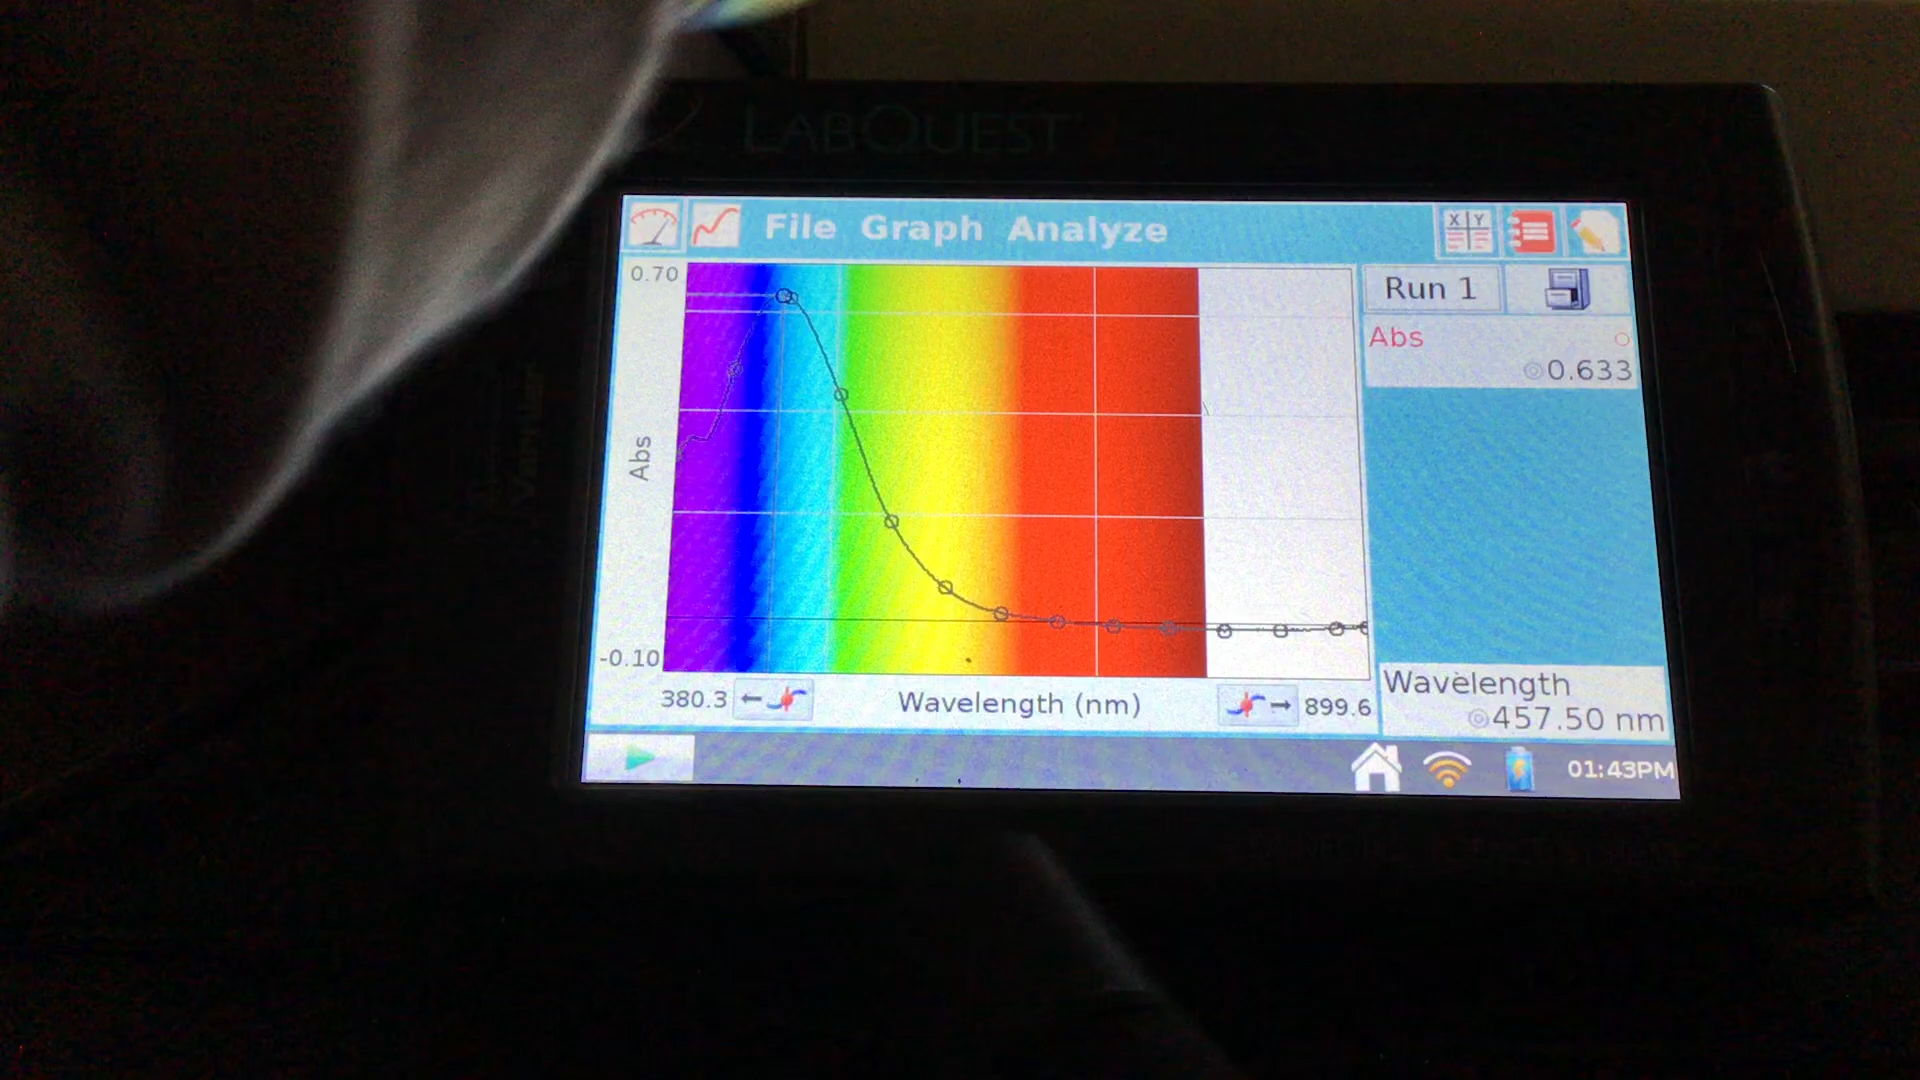 LABQUEST
File Graph Analyze
X Y
0.70
Run 1
Abs
0.633
Abs
-0.10
380.3
Wavelength (nm)
899.6
Wavelength
457.50 nm
01:43PM